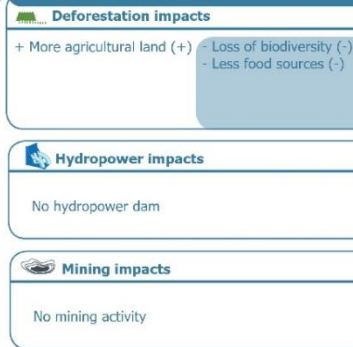 Deforestation impacts
+ More agricultural land (+)
- Loss of biodiversity (-)
- Less food sources (-)
Hydropower impacts
No hydropower dam
Mining impacts
No mining activity